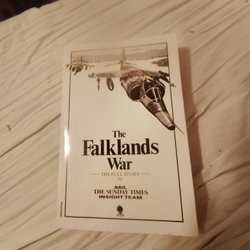 The
Falklands
War
THE FULL STORY
by
THE SUNDAY TIMES
INSIGHT TEAM